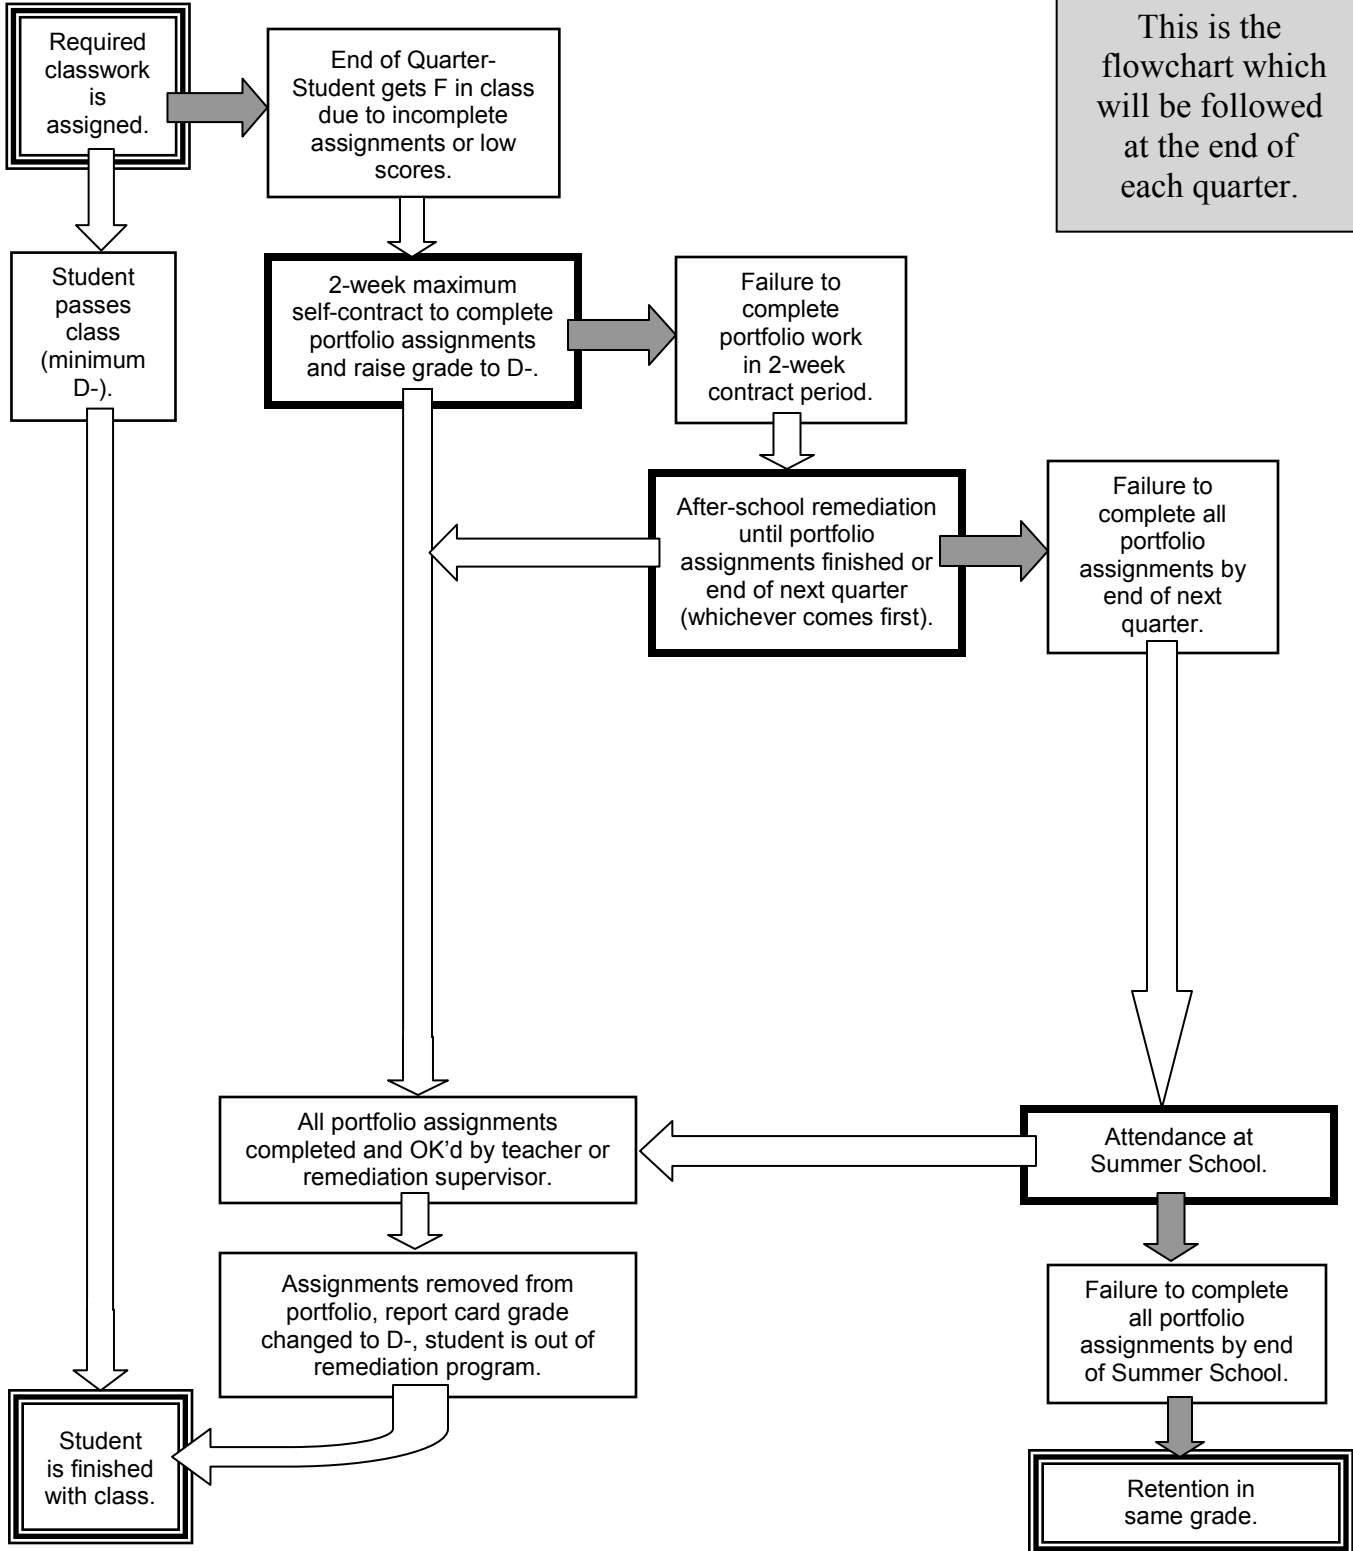 Required
classwork
is
assigned.
End of Quarter-
Student gets F in class
due to incomplete
assignments or low
scores.
This is the
flowchart which
will be followed
at the end of
each quarter.
Student
passes
class
(minimum
D-).
2-week maximum
self-contract to complete
portfolio assignments
and raise grade to D-.
Failure to
complete
portfolio work
in 2-week
contract period.
After-school remediation
until portfolio
assignments finished or
end of next quarter
(whichever comes first).
Failure to
complete all
portfolio
assignments by
end of next
quarter.
All portfolio assignments
completed and OK’d by teacher or
remediation supervisor.
Attendance at
Summer School.
Assignments removed from
portfolio, report card grade
changed to D-, student is out of
remediation program.
Failure to complete
all portfolio
assignments by end
of Summer School.
Student
is finished
with class.
Retention in
same grade.